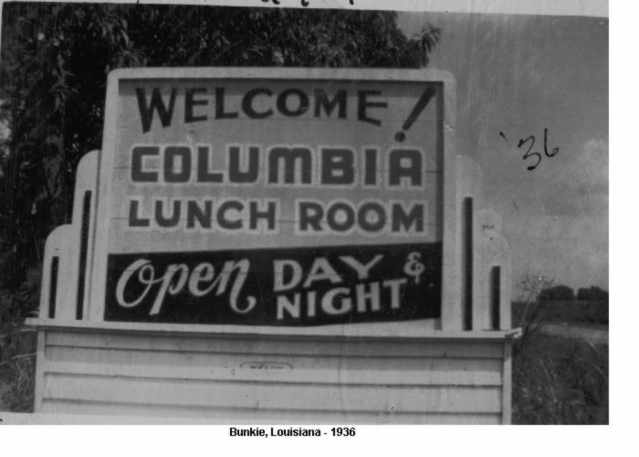 WELCOME!
'36
COLUMBIA
LUNCH ROOM
Open DAY &
NIGHT
Bunkie, Louisiana - 1936